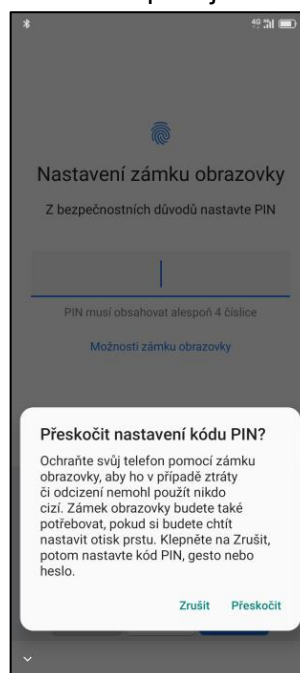 4G
Nastavení zámku obrazovky
Z bezpečnostních důvodů nastavte PIN
PIN musí obsahovat alespoň 4 číslice
Možnosti zámku obrazovky
Přeskočit nastavení kódu PIN?
Ochraňte svůj telefon pomocí zámku
obrazovky, aby ho v případě ztráty
či odcizení nemohl použít nikdo
cizí. Zámek obrazovky budete také
potřebovat, pokud si budete chtít
nastavit otisk prstu. Klepněte na Zrušit,
potom nastavte kód PIN, gesto nebo
heslo.
Zrušit Přeskočit